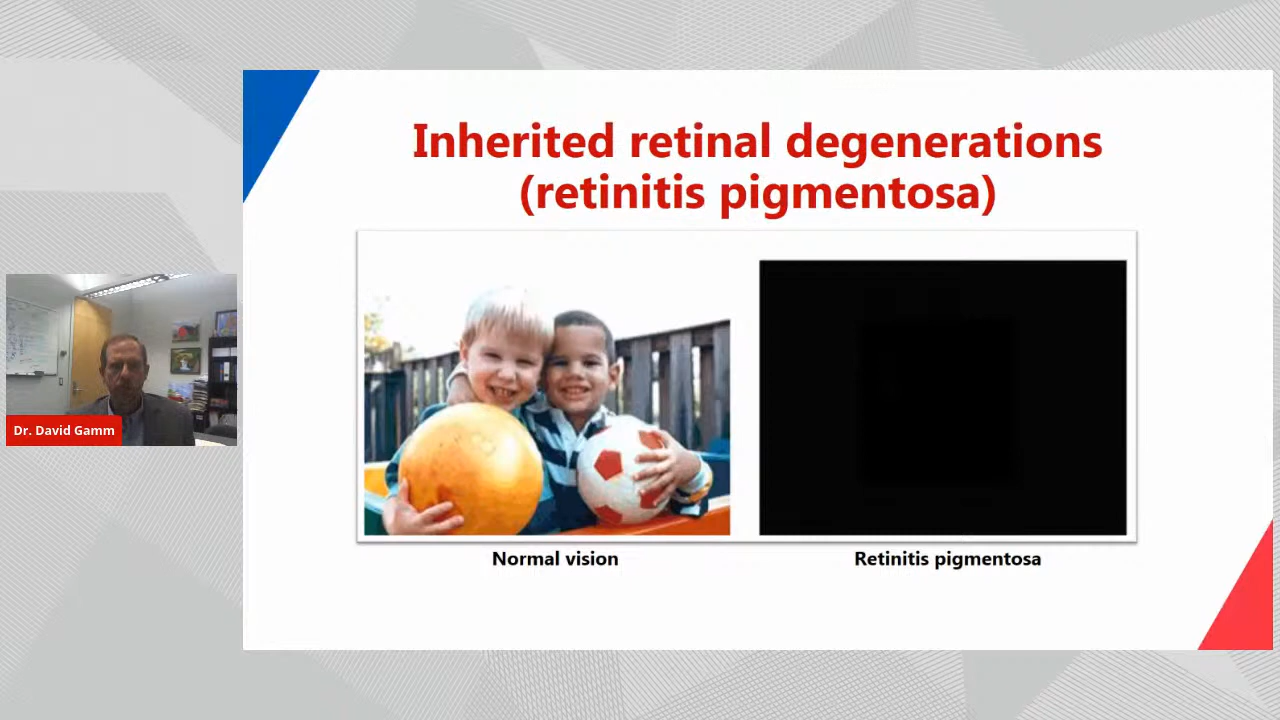 Inherited retinal degenerations
(retinitis pigmentosa)
Dr. David Gamm
Normal vision
Retinitis pigmentosa